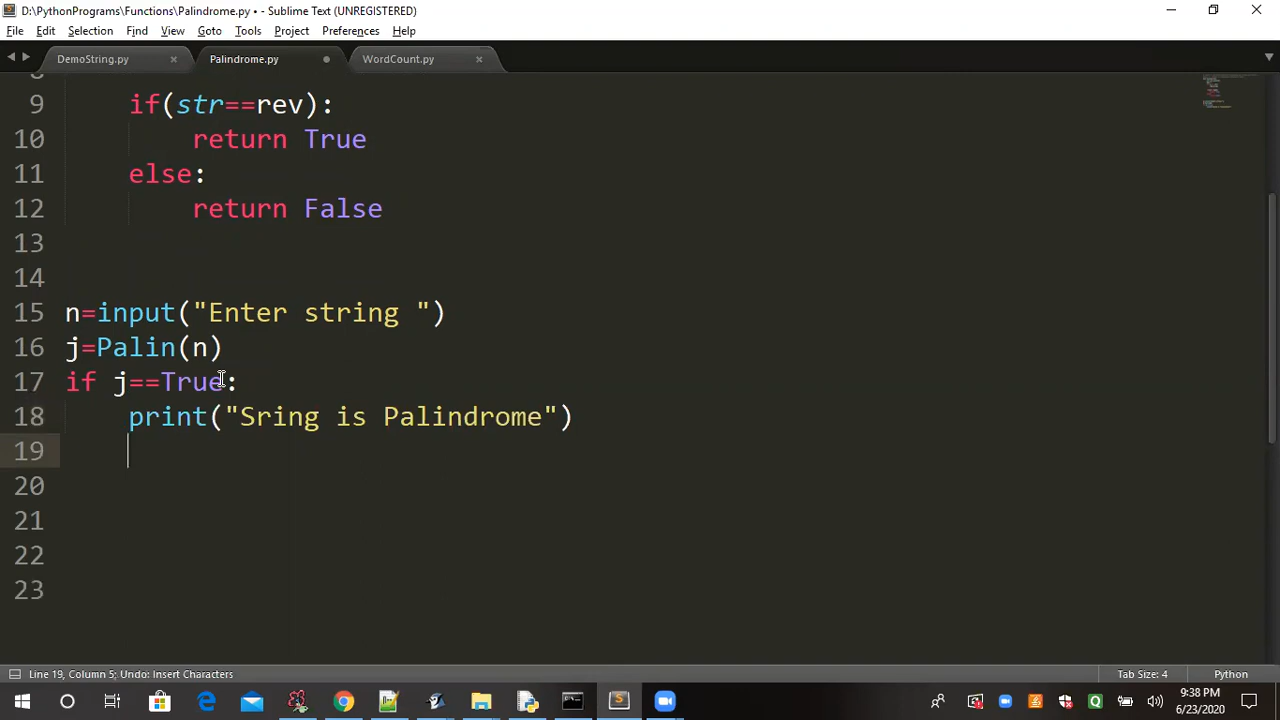 D:\PythonPrograms\Functions\Palindrome.py • - Sublime Text (UNREGISTERED)
File Edit Selection Find View Goto Tools Project Preferences Help
DemoString.py Palindrome.py WordCount.py
9 if(str==rev):
10 return True
11 else:
12 return False
13
14
15 n=input("Enter string ")
16 j=Palin(n)
17 if j==True:
18 print("Sring is Palindrome")
19
20
21
22
23
Line 19, Column 5; Undo: Insert Characters Tab Size: 4 Python
9:38 PM
6/23/2020